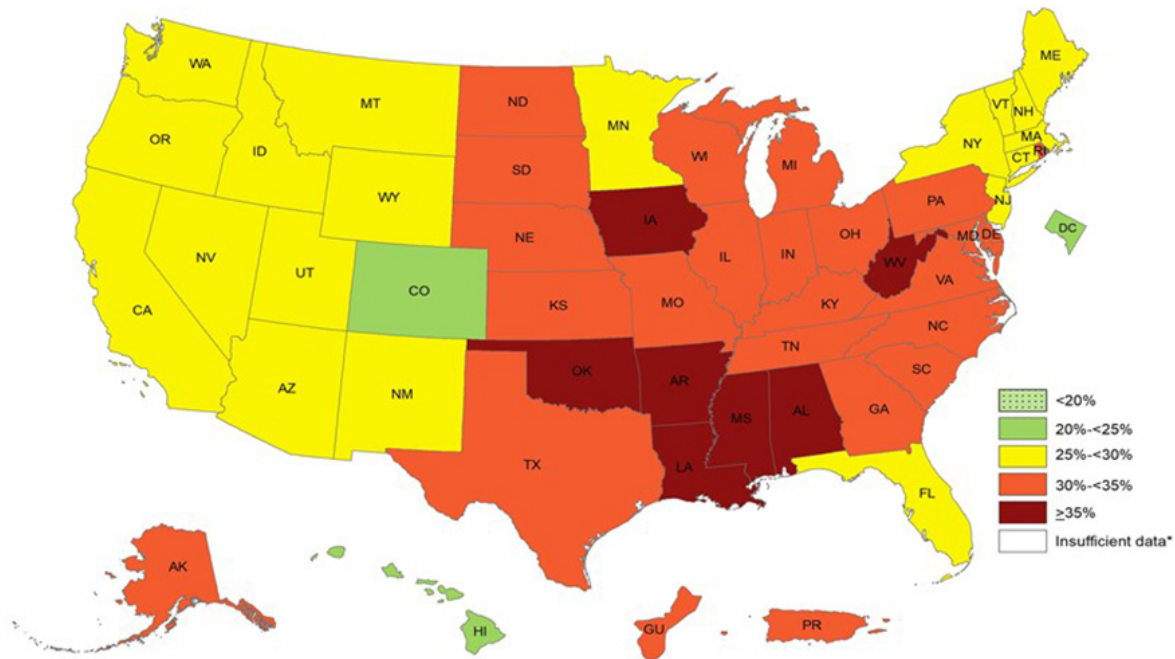 WA
MT
ND
MN
ME
VT
NH
OR
ID
SD
WI
MI
NY
MA
CT
RI
WY
IA
PA
NJ
NE
OH
MD
DE
DC
NV
UT
CO
IL
IN
WV
VA
CA
KS
MO
KY
NC
TN
AZ
NM
OK
AR
SC
MS
AL
GA
TX
LA
FL
<20%
20%-<25%
25%-<30%
30%-<35%
≥35%
Insufficient data*
AK
HI
GU
PR